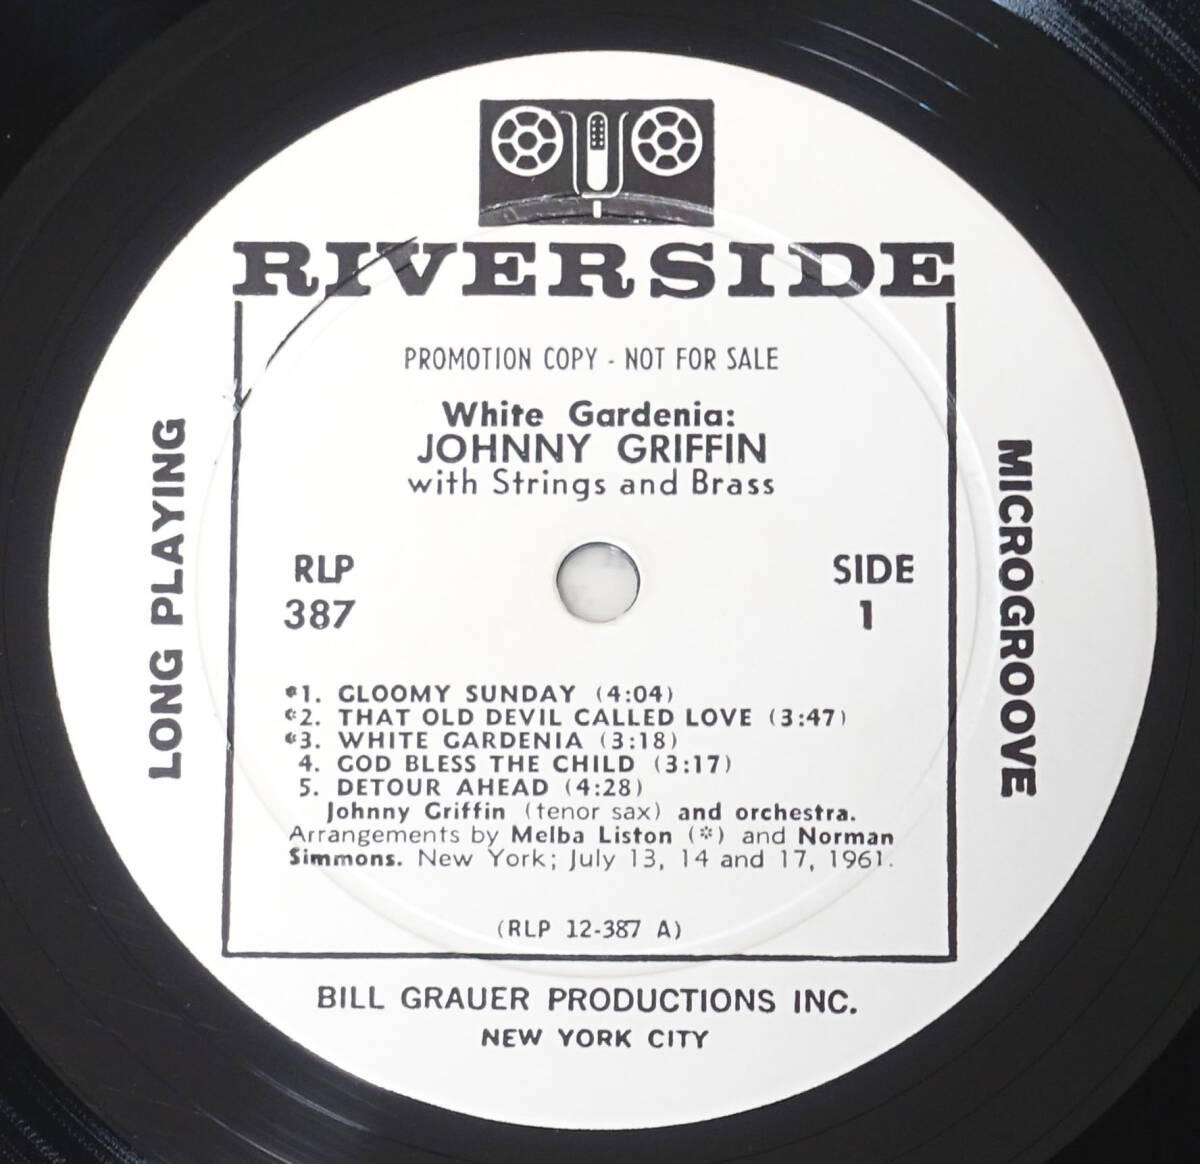 RIVERSIDE
PROMOTION COPY - NOT FOR SALE
White Gardenia:
JOHNNY GRIFFIN
with Strings and Brass
LONG PLAYING
MICROGROOVE
RLP
387
SIDE
1
*1. GLOOMY SUNDAY (4:04)
*2. THAT OLD DEVIL CALLED LOVE (3:47)
*3. WHITE GARDENIA (3:18)
4. GOD BLESS THE CHILD (3:17)
5. DETOUR AHEAD (4:28)
Johnny Griffin (tenor sax) and orchestra.
Arrangements by Melba Liston (*) and Norman
Simmons. New York; July 13, 14 and 17, 1961.
(RLP 12-387 A)
BILL GRAUER PRODUCTIONS INC.
NEW YORK CITY